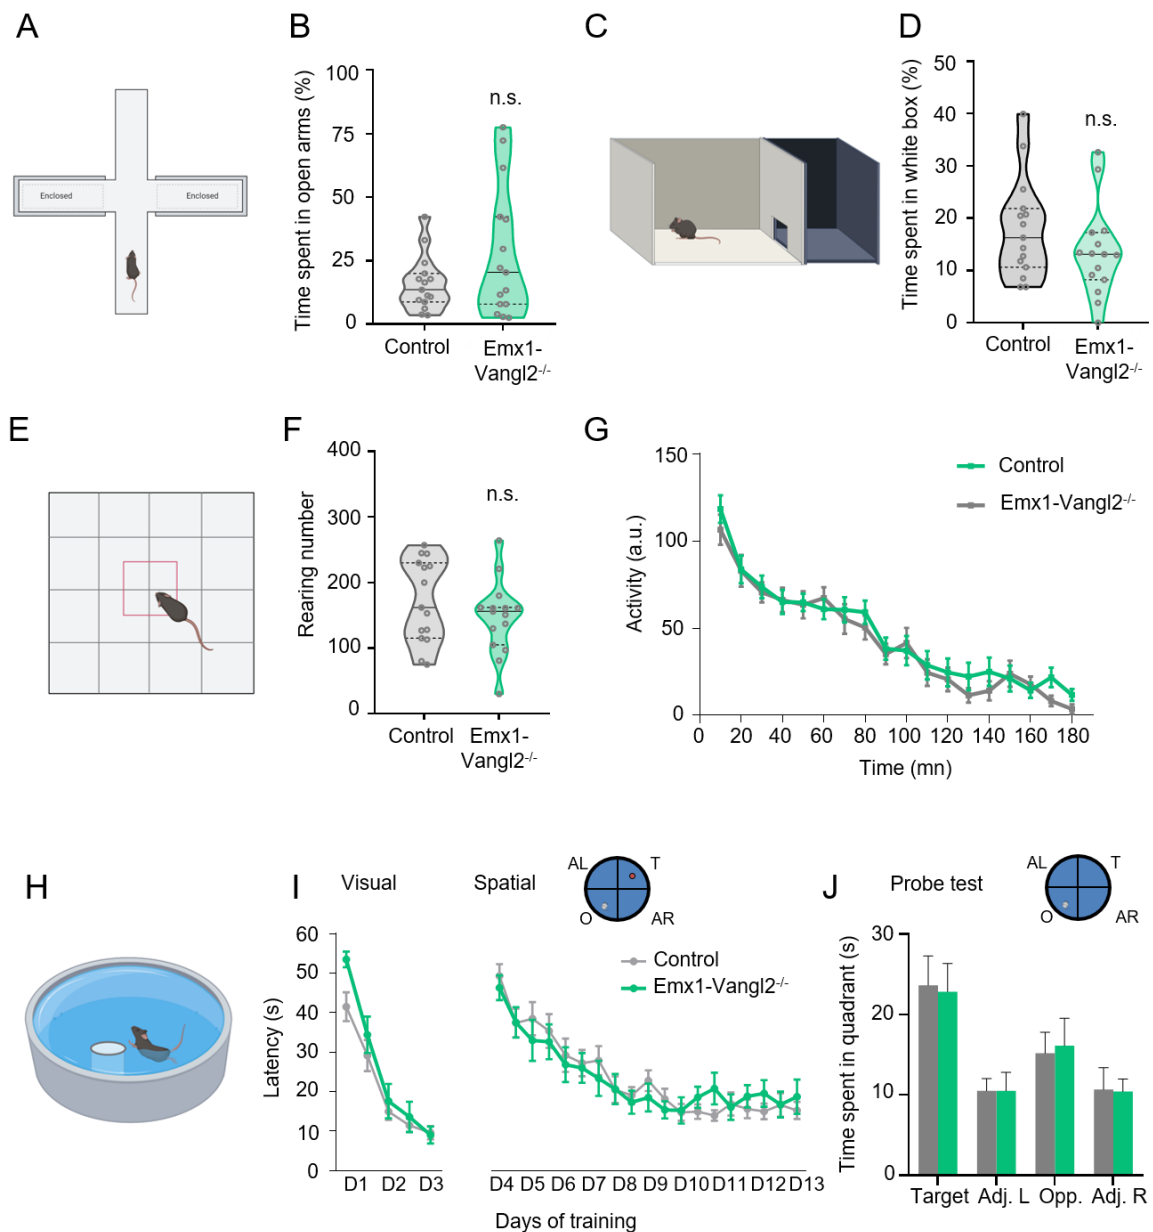 A
Enclosed
Enclosed
B
Time spent in open arms (%)
100
75
50
25
0
n.s.
Control
Emx1-
Vangl2-/-
C
D
Time spent in white box (%)
50
40
30
20
10
0
n.s.
Control
Emx1-
Vangl2-/-
E
F
Rearing number
400
300
200
100
0
n.s.
Control
Emx1-
Vangl2-/-
G
Activity (a.u.)
150
100
50
0
Control
Emx1-Vangl2-/-
0 20 40 60 80 100 120 140 160 180
Time (mn)
H
I
Visual
Spatial
AL T
O AR
Latency (s)
60
50
40
30
20
10
0
Control
Emx1-Vangl2-/-
D1 D2 D3
D4 D5 D6 D7 D8 D9 D10 D11 D12 D13
Days of training
J
Probe test
AL T
O AR
Time spent in quadrant (s)
30
20
10
0
Target Adj. L Opp. Adj. R